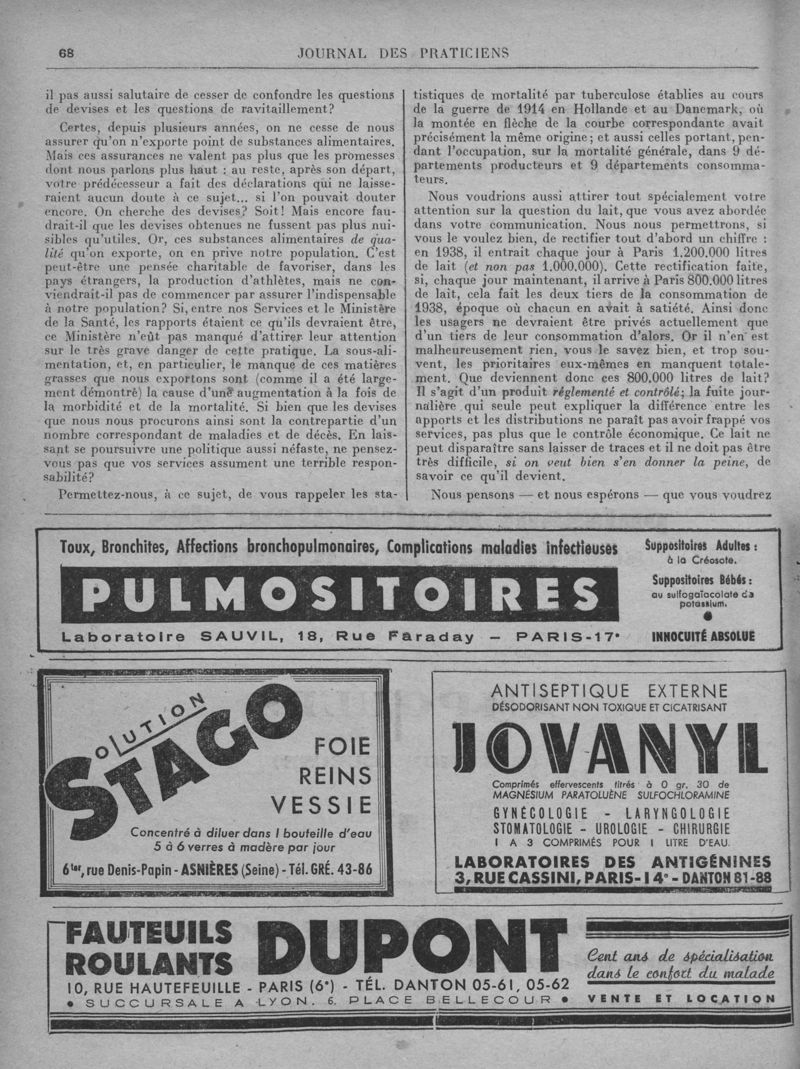 68
JOURNAL DES PRATICIENS
il pas aussi salutaire de cesser de confondre les questions
de devises et les questions de ravitaillement?
Certes, depuis plusieurs années, on ne cesse de nous
assurer qu'on n'exporte point de substances alimentaires.
Mais ces assurances ne valent pas plus que les promesses
dont nous parlons plus haut ; au reste, après son départ,
votre prédécesseur a fait des déclarations qui ne laisse-
raient aucun doute à ce sujet... si l'on pouvait douter
encore. On cherche des devises? Soit! Mais encore fau-
drait-il que les devises obtenues ne fussent pas plus nui-
sibles qu'utiles. Or, ces substances alimentaires de qua-
lité qu'on exporte, on en prive notre population. C'est
peut-être une pensée charitable de favoriser, dans les
pays étrangers, la production d'athlètes, mais ne con-
viendrait-il pas de commencer par assurer l'indispensable
à notre population? Si, entre nos Services et le Ministère
de la Santé, les rapports étaient ce qu'ils devraient être,
ce Ministère n'eût pas manqué d'attirer leur attention
sur le très grave danger de cette pratique. La sous-ali-
mentation, et, en particulier, le manque de ces matières
grasses que nous exportons sont (comme il a été large-
ment démontré) la cause d'une augmentation à la fois de
la morbidité et de la mortalité. Si bien que les devises
que nous nous procurons ainsi sont la contrepartie d'un
nombre correspondant de maladies et de décès. En lais-
sant se poursuivre une politique aussi néfaste, ne pensez-
vous pas que vos services assument une terrible respon-
sabilité?
Permettez-nous, à ce sujet, de vous rappeler les sta-
tistiques de mortalité par tuberculose établies au cours
de la guerre de 1914 en Hollande et au Danemark, où
la montée en flèche de la courbe correspondante avait
précisément la même origine; et aussi celles portant, pen-
dant l'occupation, sur la mortalité générale, dans 9 dé-
partements producteurs et 9 départements consomma-
teurs.
Nous voudrions aussi attirer tout spécialement votre
attention sur la question du lait, que vous avez abordée
dans votre communication. Nous nous permettrons, si
vous le voulez bien, de rectifier tout d'abord un chiffre :
en 1938, il entrait chaque jour à Paris 1.200.000 litres
de lait (et non pas 1.000.000). Cette rectification faite,
si, chaque jour maintenant, il arrive à Paris 800.000 litres
de lait, cela fait les deux tiers de la consommation de
1938, époque où chacun en avait à satiété. Ainsi donc
les usagers ne devraient être privés actuellement que
d'un tiers de leur consommation d'alors. Or il n'en est
malheureusement rien, vous le savez bien, et trop sou-
vent, les prioritaires eux-mêmes en manquent totale-
ment. Que deviennent donc ces 800.000 litres de lait?
Il s'agit d'un produit réglementé et contrôlé; la fuite jour-
nalière qui seule peut expliquer la différence entre les
apports et les distributions ne paraît pas avoir frappé vos
services, pas plus que le contrôle économique. Ce lait ne
peut disparaître sans laisser de traces et il ne doit pas être
très difficile, si on veut bien s'en donner la peine, de
savoir ce qu'il devient.
Nous pensons — et nous espérons — que vous voudrez
Toux, Bronchites, Affections bronchopulmonaires, Complications maladies infectieuses
PULMOSITOIRES
Laboratoire SAUVIL, 18, Rue Faraday — PARIS-17e
Suppositoires Adultes :
à la Créosote.
Suppositoires Bébés :
au sulfogaïacolate de
potassium.
INNOCUITÉ ABSOLUE
SOLUTION
STAGO
FOIE
REINS
VESSIE
Concentré à diluer dans 1 bouteille d'eau
5 à 6 verres à madère par jour
6ter, rue Denis-Papin - ASNIÈRES (Seine) - Tél. GRÉ. 43-86
ANTISEPTIQUE EXTERNE
DÉSODORISANT NON TOXIQUE ET CICATRISANT
JOVANYL
Comprimés effervescents titrés à 0 gr. 30 de
MAGNÉSIUM PARATOLUÈNE SULFOCHLORAMINE
GYNÉCOLOGIE - LARYNGOLOGIE
STOMATOLOGIE - UROLOGIE - CHIRURGIE
1 A 3 COMPRIMÉS POUR 1 LITRE D'EAU.
LABORATOIRES DES ANTIGÉNINES
3, RUE CASSINI, PARIS-14e - DANTON 81-88
FAUTEUILS
ROULANTS
DUPONT
10, RUE HAUTEFEUILLE - PARIS (6e) - TÉL. DANTON 05-61, 05-62
• SUCCURSALE A LYON. 6. PLACE BELLECOUR •
Cent ans de spécialisation
dans le confort du malade
VENTE ET LOCATION